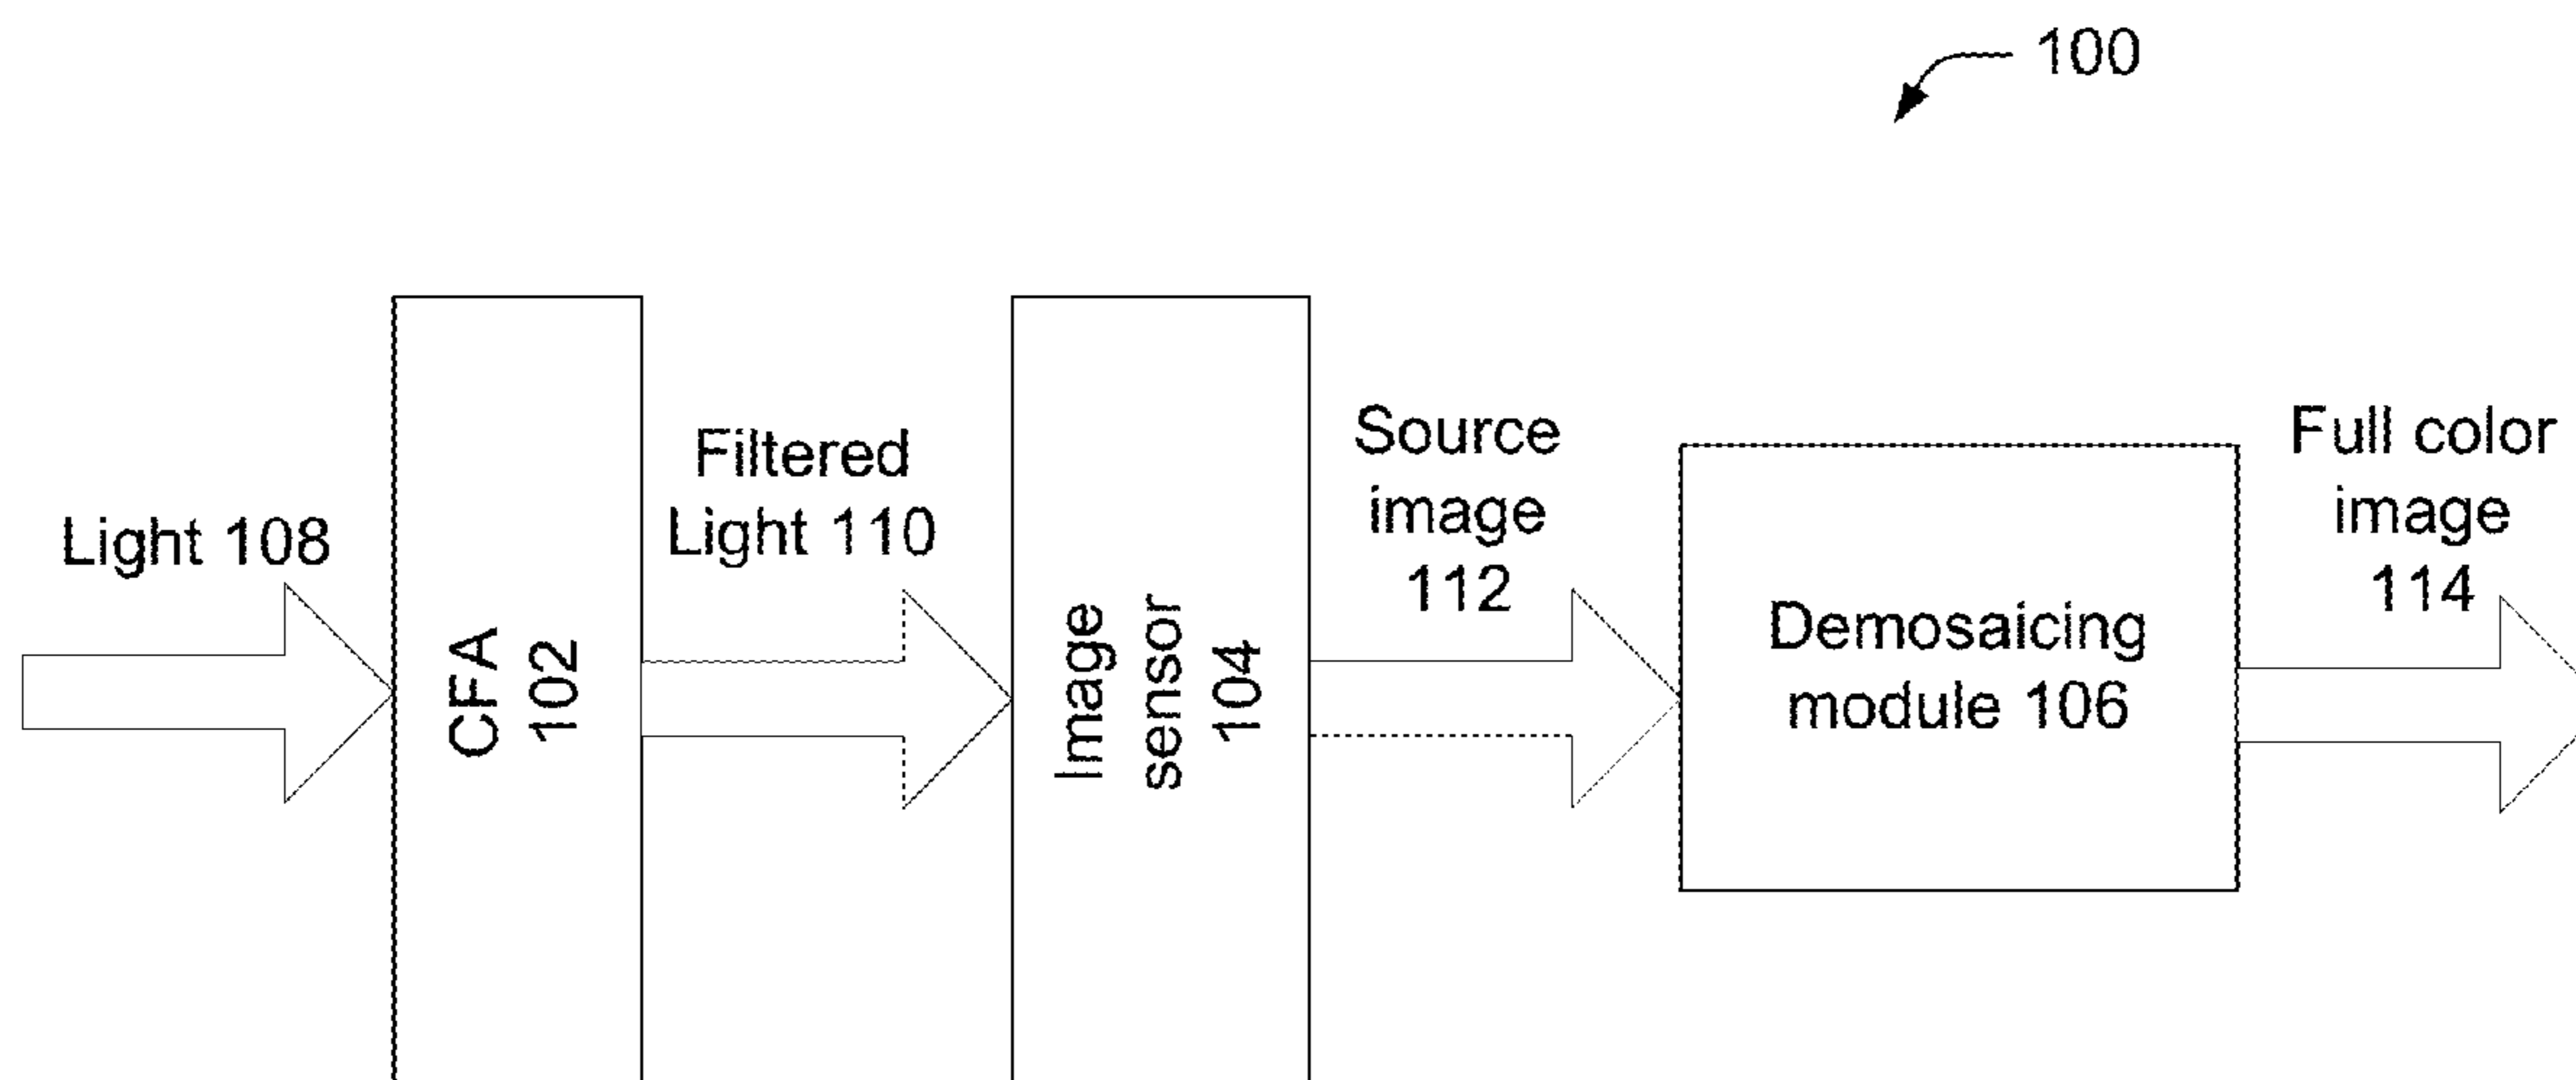 100
Light 108
CFA
102
Filtered
Light 110
Image
sensor
104
Source
image
112
Demosaicing
module 106
Full color
image
114